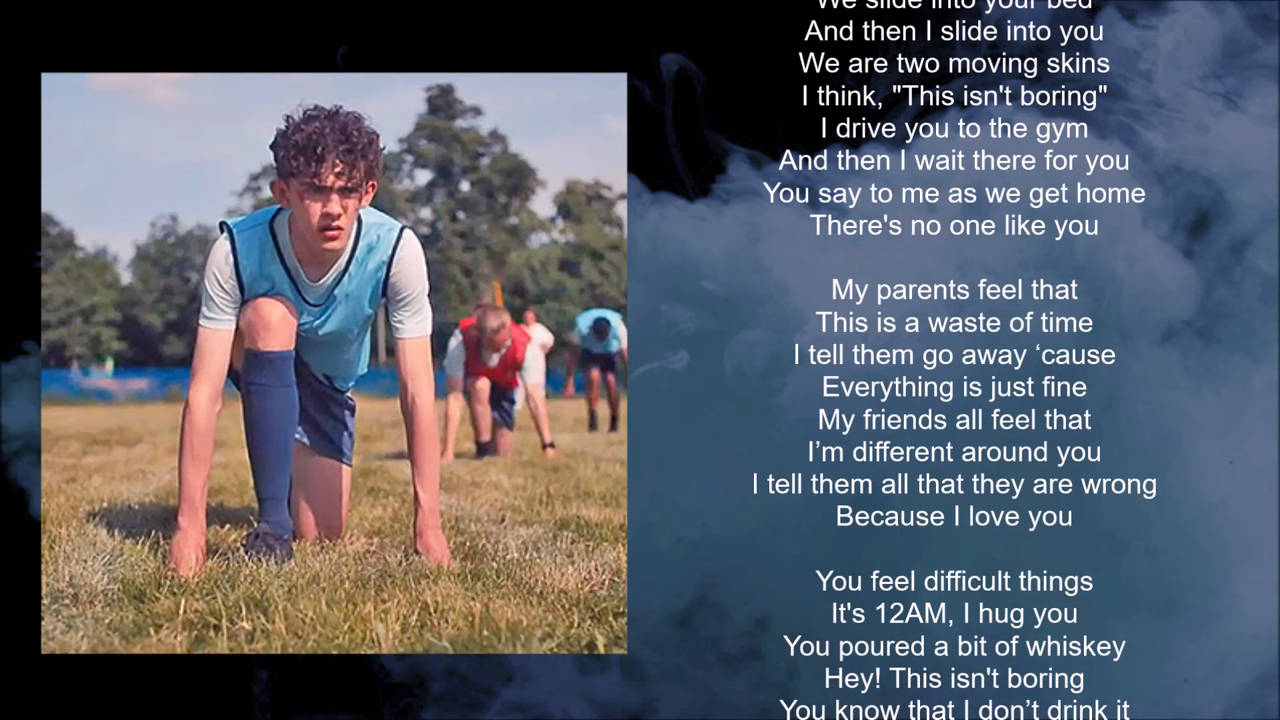 We slide into your bed
And then I slide into you
We are two moving skins
I think, "This isn't boring"
I drive you to the gym
And then I wait there for you
You say to me as we get home
There's no one like you
My parents feel that
This is a waste of time
I tell them go away ‘cause
Everything is just fine
My friends all feel that
I’m different around you
I tell them all that they are wrong
Because I love you
You feel difficult things
It's 12AM, I hug you
You poured a bit of whiskey
Hey! This isn't boring
You know that I don’t drink it